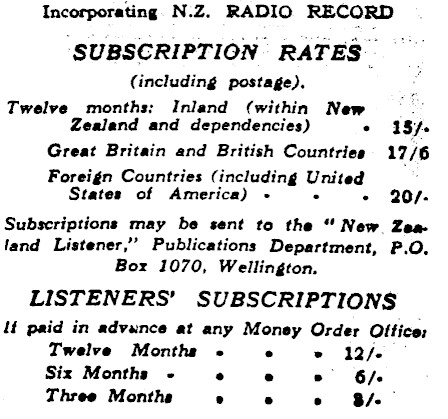 Incorporating N.Z. RADIO RECORD
SUBSCRIPTION RATES
(including postage).
Twelve months: Inland (within New
Zealand and dependencies) - 15/-
Great Britain and British Countries 17/6
Foreign Countries (including United
States of America) - - - 20/-
Subscriptions may be sent to the "New Zea-
land Listener," Publications Department, P.O.
Box 1070, Wellington.
LISTENERS' SUBSCRIPTIONS
If paid in advance at any Money Order Office:
Twelve Months - - - 12/-
Six Months - - - - 6/-
Three Months - - - 3/-